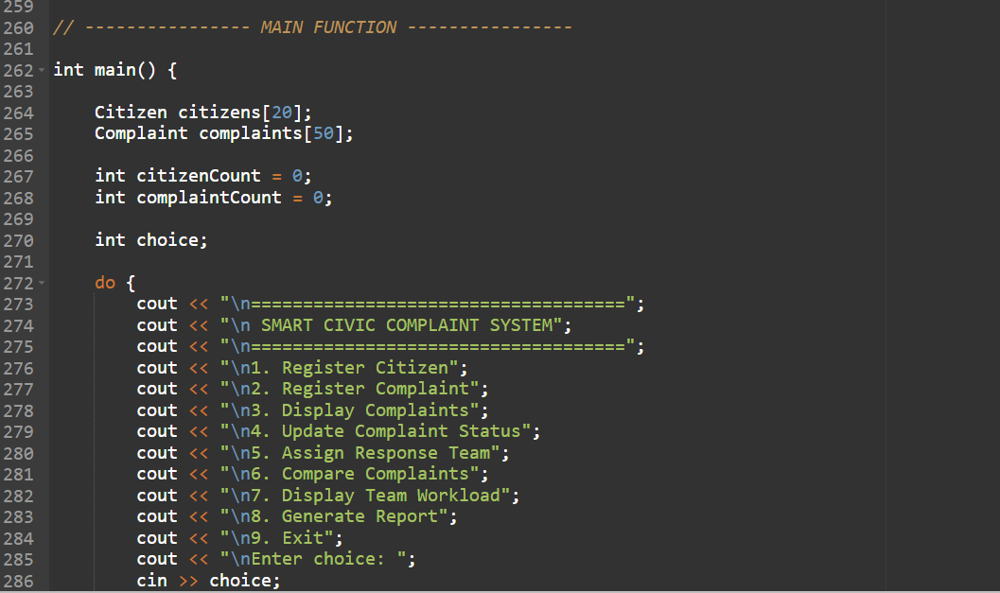 259
260 // ---------------- MAIN FUNCTION ----------------
261
262 int main() {
263
264     Citizen citizens[20];
265     Complaint complaints[50];
266
267     int citizenCount = 0;
268     int complaintCount = 0;
269
270     int choice;
271
272     do {
273         cout << "\n====================================";
274         cout << "\n SMART CIVIC COMPLAINT SYSTEM";
275         cout << "\n====================================";
276         cout << "\n1. Register Citizen";
277         cout << "\n2. Register Complaint";
278         cout << "\n3. Display Complaints";
279         cout << "\n4. Update Complaint Status";
280         cout << "\n5. Assign Response Team";
281         cout << "\n6. Compare Complaints";
282         cout << "\n7. Display Team Workload";
283         cout << "\n8. Generate Report";
284         cout << "\n9. Exit";
285         cout << "\nEnter choice: ";
286         cin >> choice;